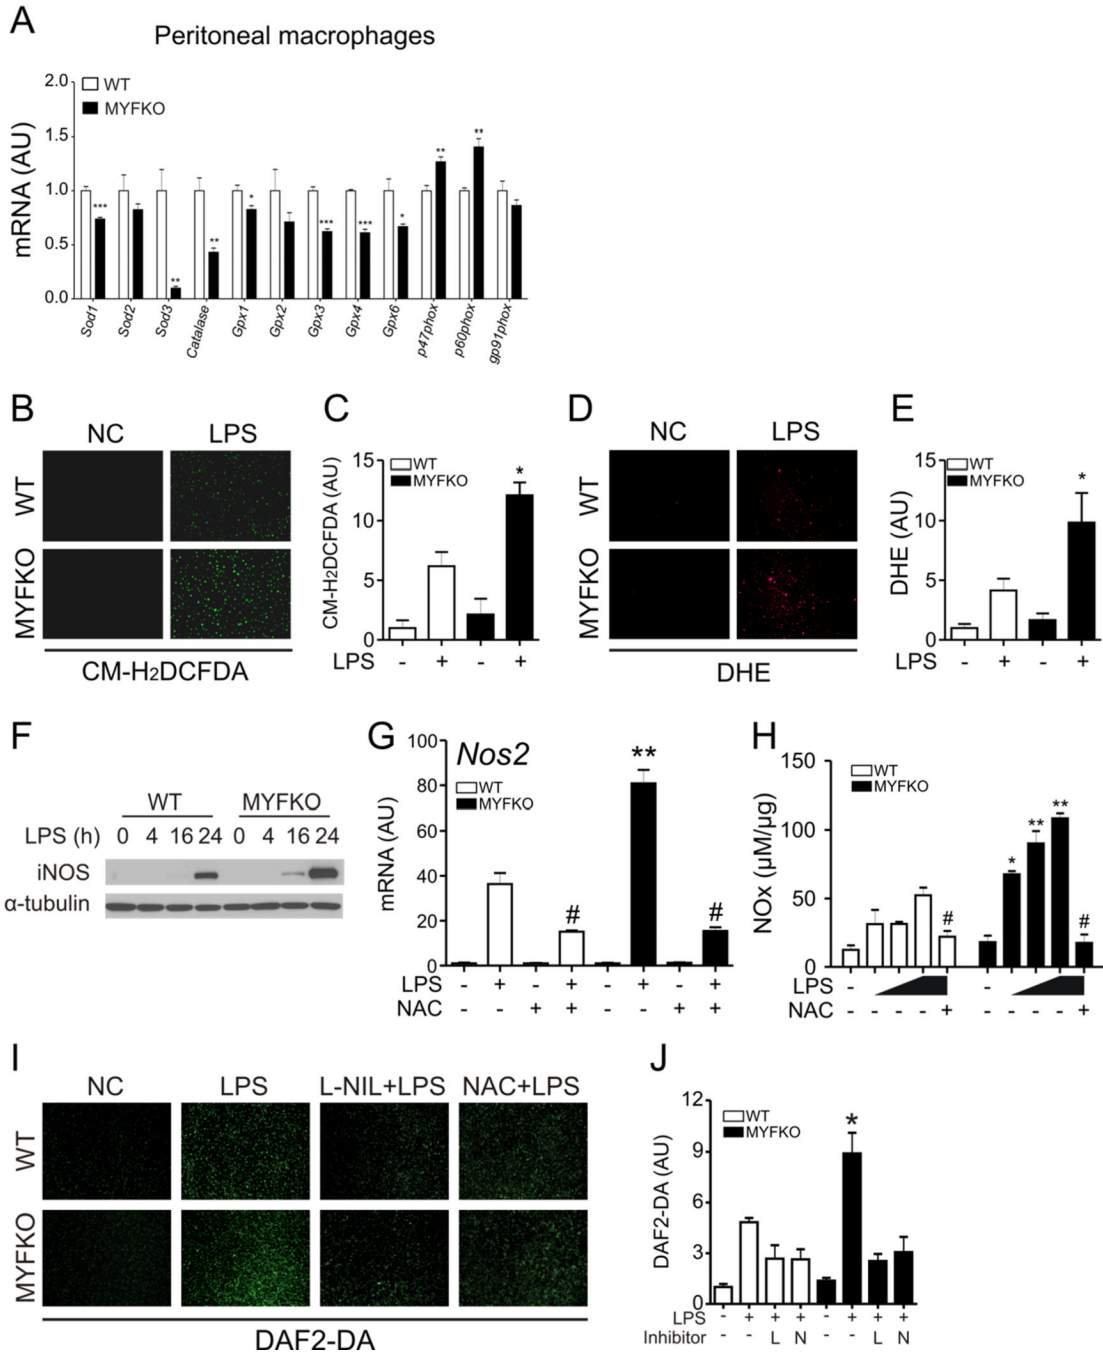 A
Peritoneal macrophages
mRNA (AU)
2.0
1.5
1.0
0.5
0.0
WT
MYFKO
*** ** ** * *** *** * ** **
Sod1 Sod2 Sod3 Catalase Gpx1 Gpx2 Gpx3 Gpx4 Gpx6 p47phox p60phox gp91phox
B
NC LPS
WT
MYFKO
CM-H2DCFDA
C
CM-H2DCFDA (AU)
15
10
5
0
WT
MYFKO
*
LPS - + - +
D
NC LPS
WT
MYFKO
DHE
E
DHE (AU)
15
10
5
0
WT
MYFKO
*
LPS - + - +
F
WT MYFKO
LPS (h) 0 4 16 24 0 4 16 24
iNOS
α-tubulin
G
Nos2
mRNA (AU)
100
80
60
40
20
0
WT
MYFKO
# ** #
LPS - + - + - + - +
NAC - - + + - - + +
H
NOx (µM/µg)
150
100
50
0
WT
MYFKO
# * ** ** #
LPS - -
NAC - - - - + - - - - +
I
NC LPS L-NIL+LPS NAC+LPS
WT
MYFKO
DAF2-DA
J
DAF2-DA (AU)
12
9
6
3
0
WT
MYFKO
*
LPS - + + + - + + +
Inhibitor - - L N - - L N